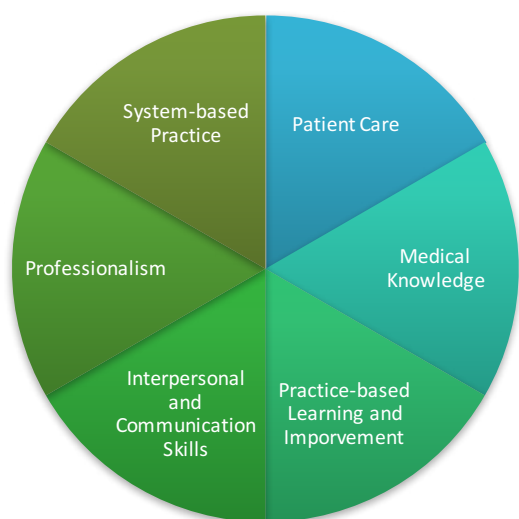 Patient Care
Medical
Knowledge
Practice-based
Learning and
Imporvement
Interpersonal
and
Communication
Skills
Professionalism
System-based
Practice